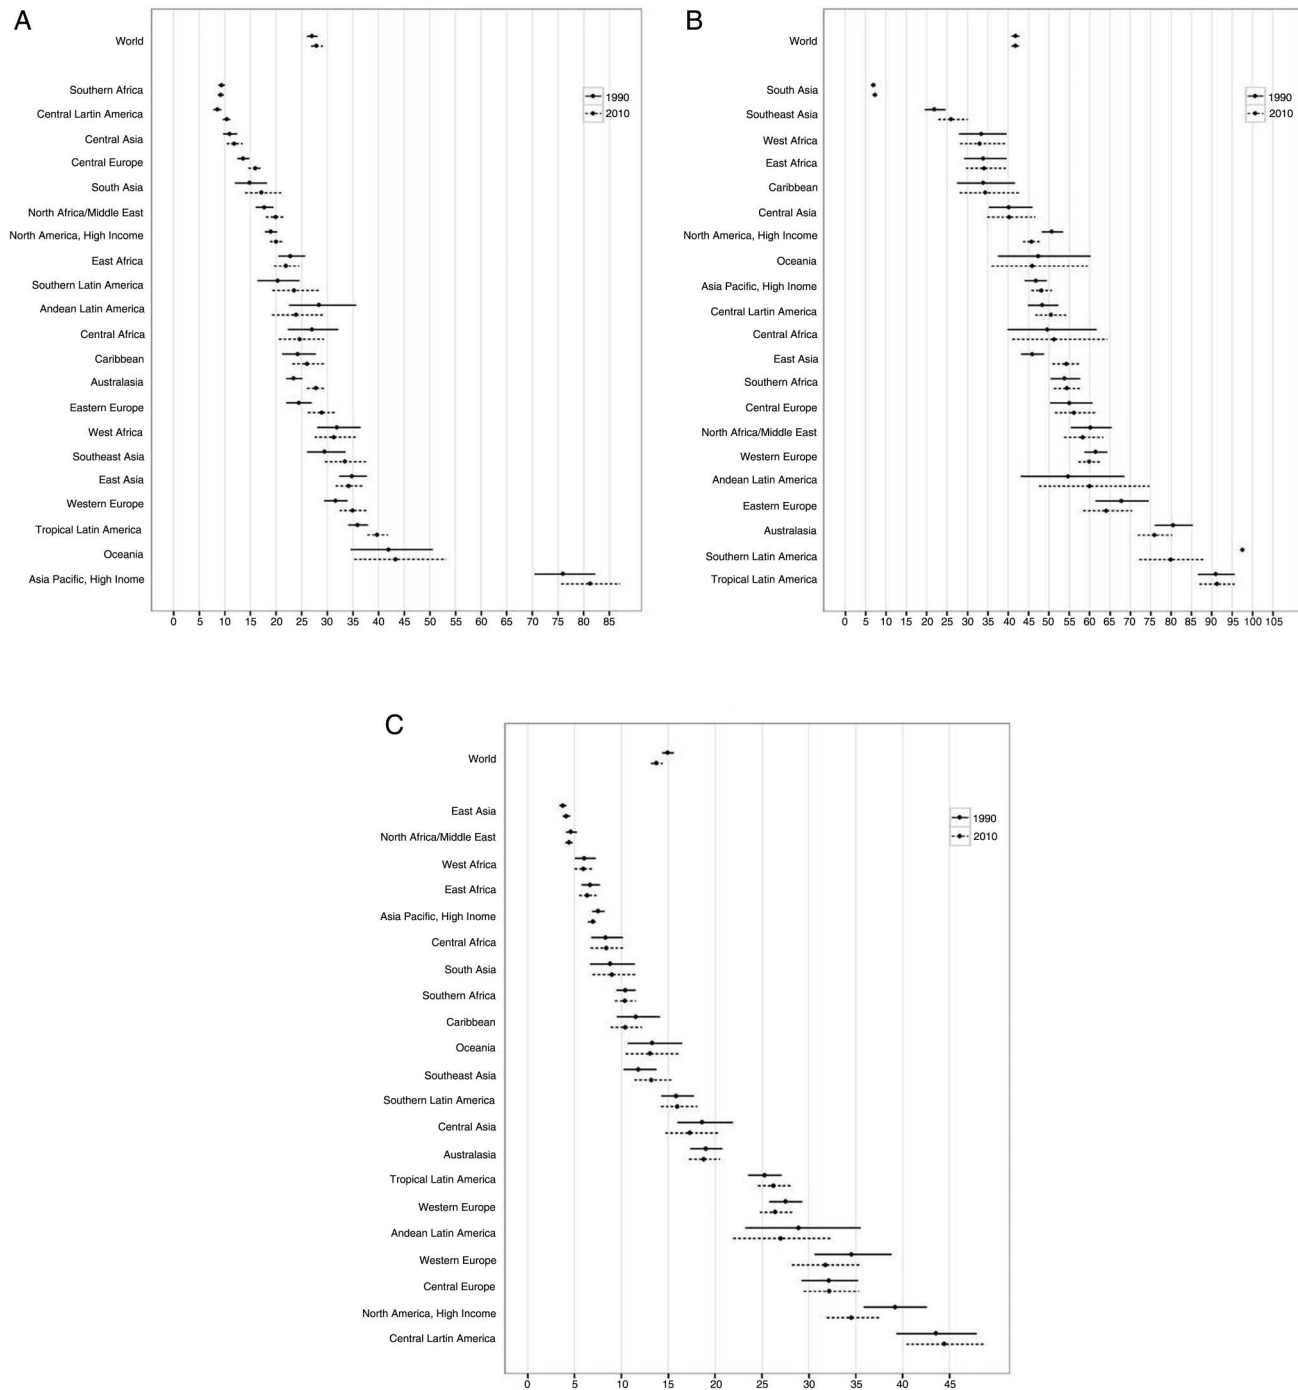 A
World
Southern Africa
Central Lartin America
Central Asia
Central Europe
South Asia
North Africa/Middle East
North America, High Income
East Africa
Southern Latin America
Andean Latin America
Central Africa
Caribbean
Australasia
Eastern Europe
West Africa
Southeast Asia
East Asia
Western Europe
Tropical Latin America
Oceania
Asia Pacific, High Inome
1990
2010
0 5 10 15 20 25 30 35 40 45 50 55 60 65 70 75 80 85
B
World
South Asia
Southeast Asia
West Africa
East Africa
Caribbean
Central Asia
North America, High Income
Oceania
Asia Pacific, High Inome
Central Lartin America
Central Africa
East Asia
Southern Africa
Central Europe
North Africa/Middle East
Western Europe
Andean Latin America
Eastern Europe
Australasia
Southern Latin America
Tropical Latin America
1990
2010
0 5 10 15 20 25 30 35 40 45 50 55 60 65 70 75 80 85 90 95 100 105
C
World
East Asia
North Africa/Middle East
West Africa
East Africa
Asia Pacific, High Inome
Central Africa
South Asia
Southern Africa
Caribbean
Oceania
Southeast Asia
Southern Latin America
Central Asia
Australasia
Tropical Latin America
Western Europe
Andean Latin America
Western Europe
Central Europe
North America, High Income
Central Lartin America
1990
2010
0 5 10 15 20 25 30 35 40 45